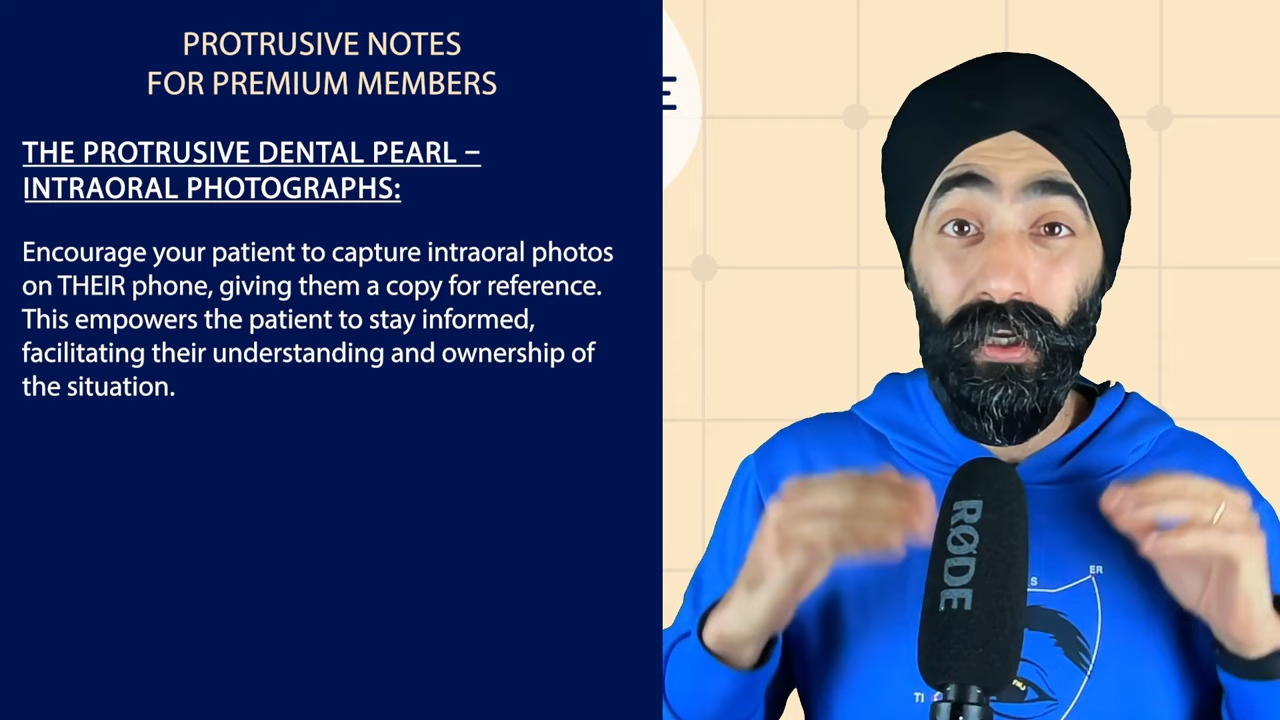 PROTRUSIVE NOTES
FOR PREMIUM MEMBERS
THE PROTRUSIVE DENTAL PEARL –
INTRAORAL PHOTOGRAPHS:
Encourage your patient to capture intraoral photos
on THEIR phone, giving them a copy for reference.
This empowers the patient to stay informed,
facilitating their understanding and ownership of
the situation.
E
RØDE
S
ER
TI